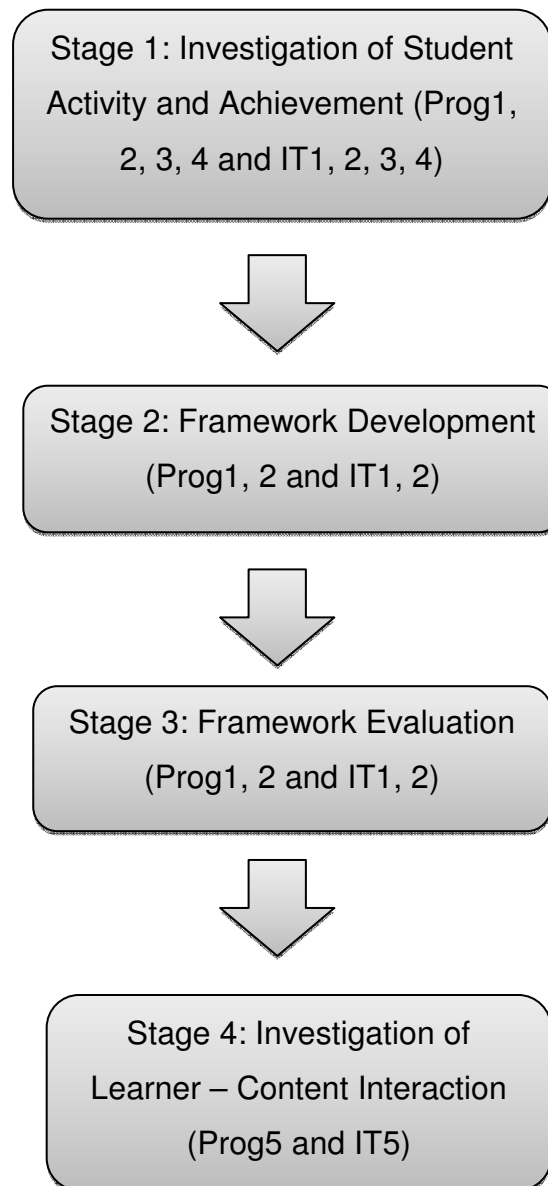 Stage 1: Investigation of Student
Activity and Achievement (Prog1,
2, 3, 4 and IT1, 2, 3, 4)
Stage 2: Framework Development
(Prog1, 2 and IT1, 2)
Stage 3: Framework Evaluation
(Prog1, 2 and IT1, 2)
Stage 4: Investigation of
Learner – Content Interaction
(Prog5 and IT5)